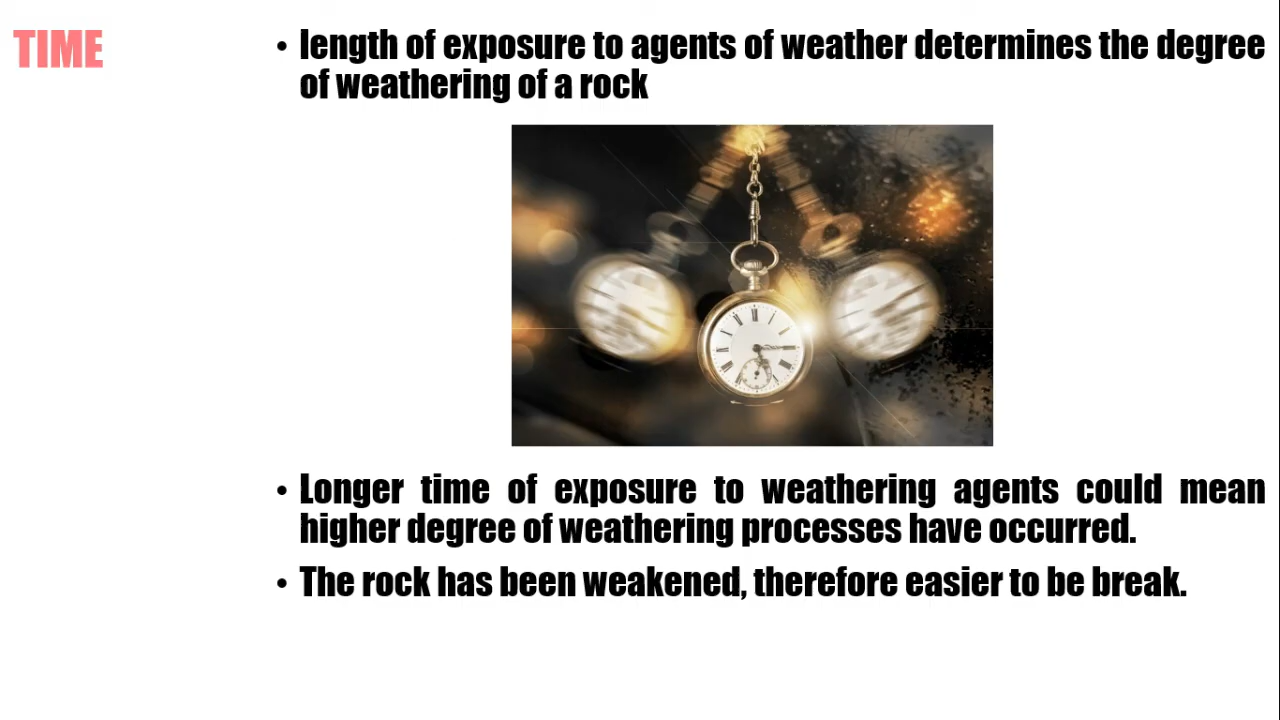 TIME
• length of exposure to agents of weather determines the degree
of weathering of a rock
• Longer time of exposure to weathering agents could mean
higher degree of weathering processes have occurred.
• The rock has been weakened, therefore easier to be break.